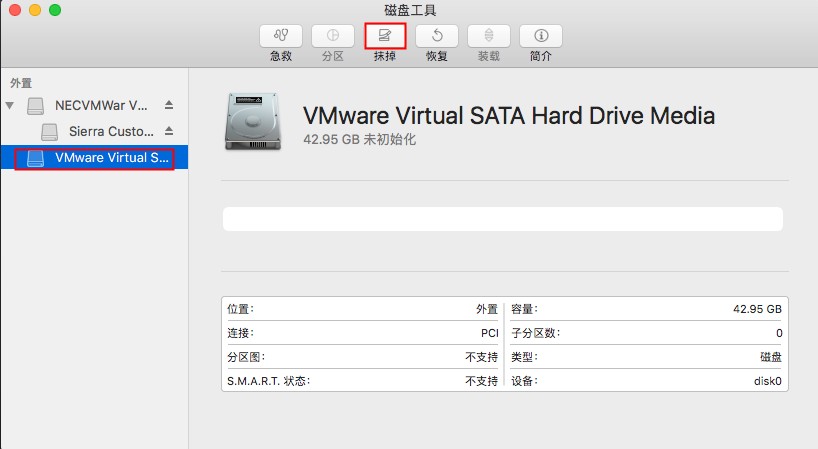 磁盘工具
急救 分区 抹掉 恢复 装载 简介
外置
NECVMWar V...
Sierra Custo...
VMware Virtual S...
VMware Virtual SATA Hard Drive Media
42.95 GB 未初始化
位置: 外置 容量: 42.95 GB
连接: PCI 子分区数: 0
分区图: 不支持 类型: 磁盘
S.M.A.R.T. 状态: 不支持 设备: disk0